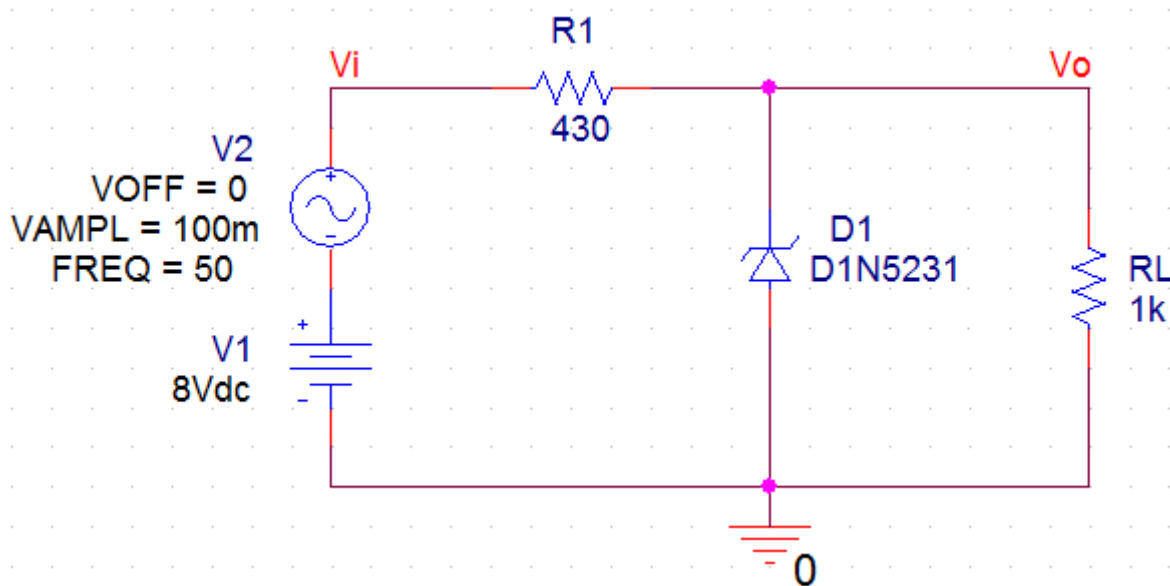 R1
Vi
Vo
430
V2
VOFF = 0
VAMPL = 100m
FREQ = 50
D1
D1N5231
RL
1k
V1
8Vdc
0